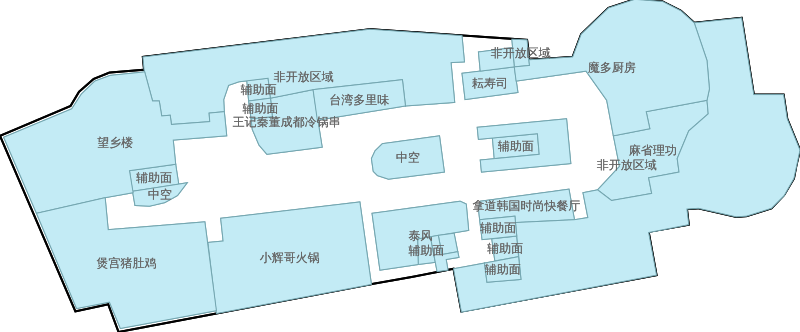 非开放区域
魔多厨房
非开放区域
耘寿司
辅助面
台湾多里味
辅助面
王记秦董成都冷锅串
望乡楼
辅助面
麻省理功
中空
非开放区域
辅助面
中空
拿道韩国时尚快餐厅
辅助面
泰风
辅助面
辅助面
煲宫猪肚鸡
小辉哥火锅
辅助面